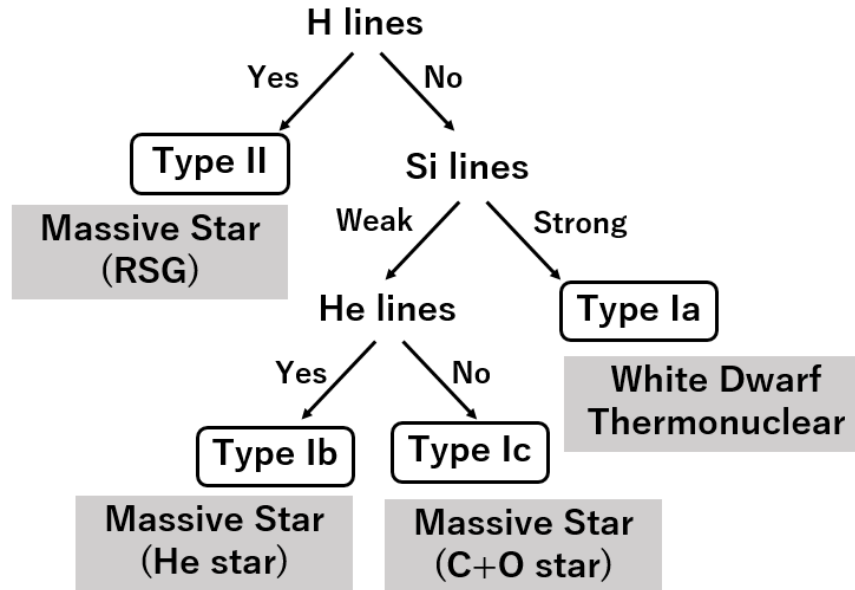 H lines
Yes
No
Type II
Si lines
Massive Star
(RSG)
Weak
Strong
He lines
Type Ia
Yes
No
White Dwarf
Thermonuclear
Type Ib
Type Ic
Massive Star
(He star)
Massive Star
(C+O star)